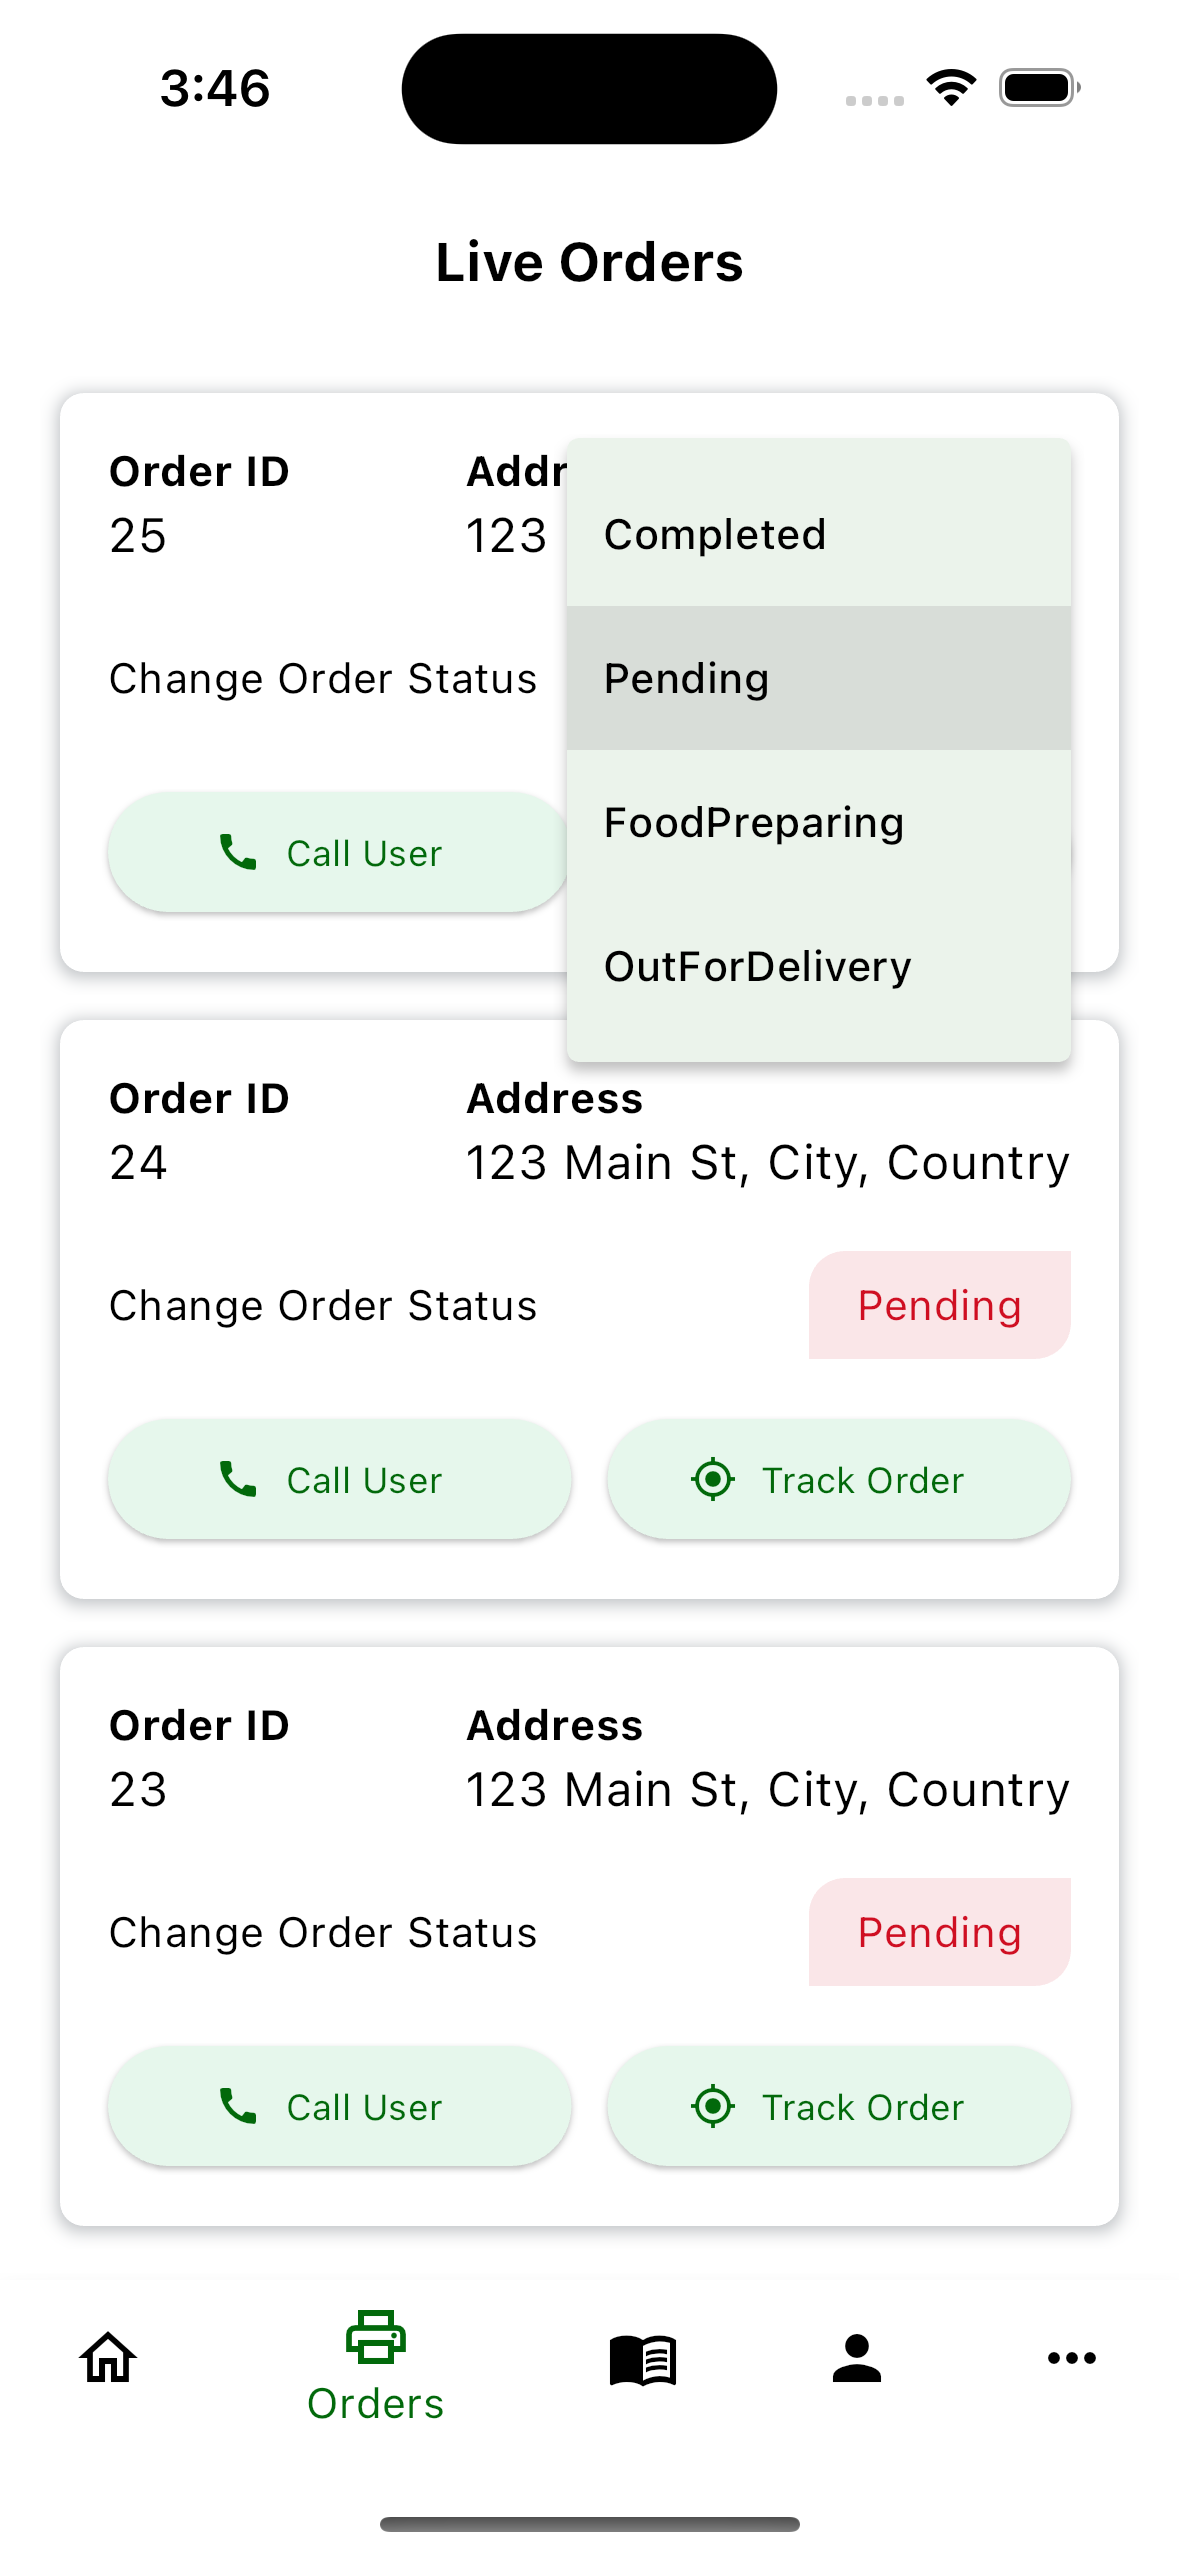 3:46
Live Orders
Order ID
Addr
25
123
Completed
Pending
FoodPreparing
OutForDelivery
Change Order Status
Call User
Order ID
Address
24
123 Main St, City, Country
Change Order Status
Pending
Call User
Track Order
Order ID
Address
23
123 Main St, City, Country
Change Order Status
Pending
Call User
Track Order
Orders